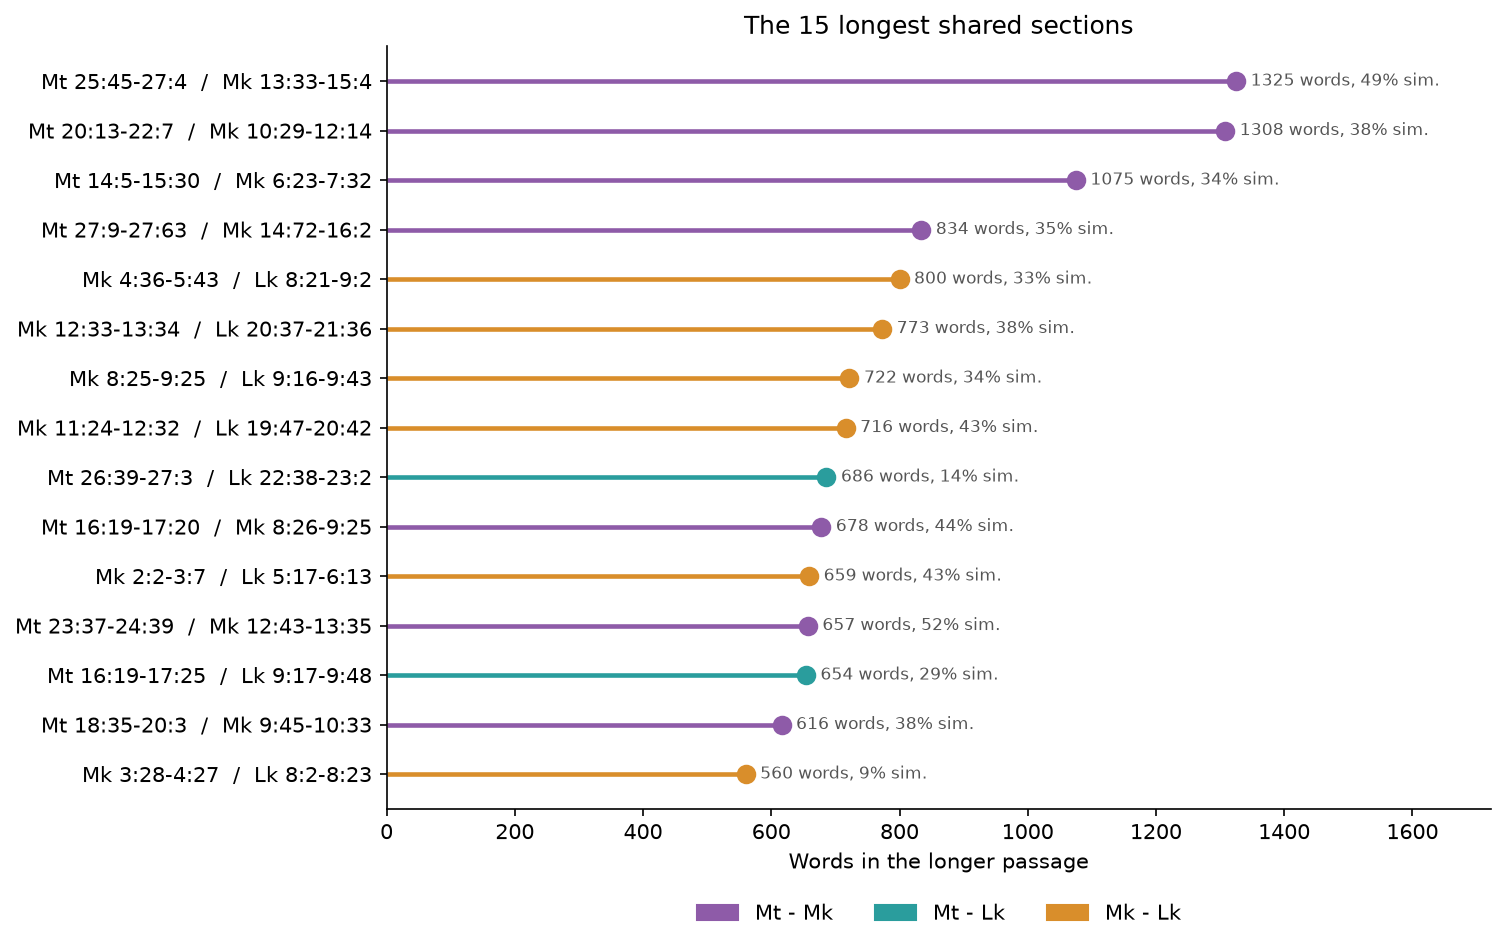 The 15 longest shared sections
Mt 25:45-27:4 / Mk 13:33-15:4 1325 words, 49% sim.
Mt 20:13-22:7 / Mk 10:29-12:14 1308 words, 38% sim.
Mt 14:5-15:30 / Mk 6:23-7:32 1075 words, 34% sim.
Mt 27:9-27:63 / Mk 14:72-16:2 834 words, 35% sim.
Mk 4:36-5:43 / Lk 8:21-9:2 800 words, 33% sim.
Mk 12:33-13:34 / Lk 20:37-21:36 773 words, 38% sim.
Mk 8:25-9:25 / Lk 9:16-9:43 722 words, 34% sim.
Mk 11:24-12:32 / Lk 19:47-20:42 716 words, 43% sim.
Mt 26:39-27:3 / Lk 22:38-23:2 686 words, 14% sim.
Mt 16:19-17:20 / Mk 8:26-9:25 678 words, 44% sim.
Mk 2:2-3:7 / Lk 5:17-6:13 659 words, 43% sim.
Mt 23:37-24:39 / Mk 12:43-13:35 657 words, 52% sim.
Mt 16:19-17:25 / Lk 9:17-9:48 654 words, 29% sim.
Mt 18:35-20:3 / Mk 9:45-10:33 616 words, 38% sim.
Mk 3:28-4:27 / Lk 8:2-8:23 560 words, 9% sim.
0 200 400 600 800 1000 1200 1400 1600
Words in the longer passage
Mt - Mk Mt - Lk Mk - Lk